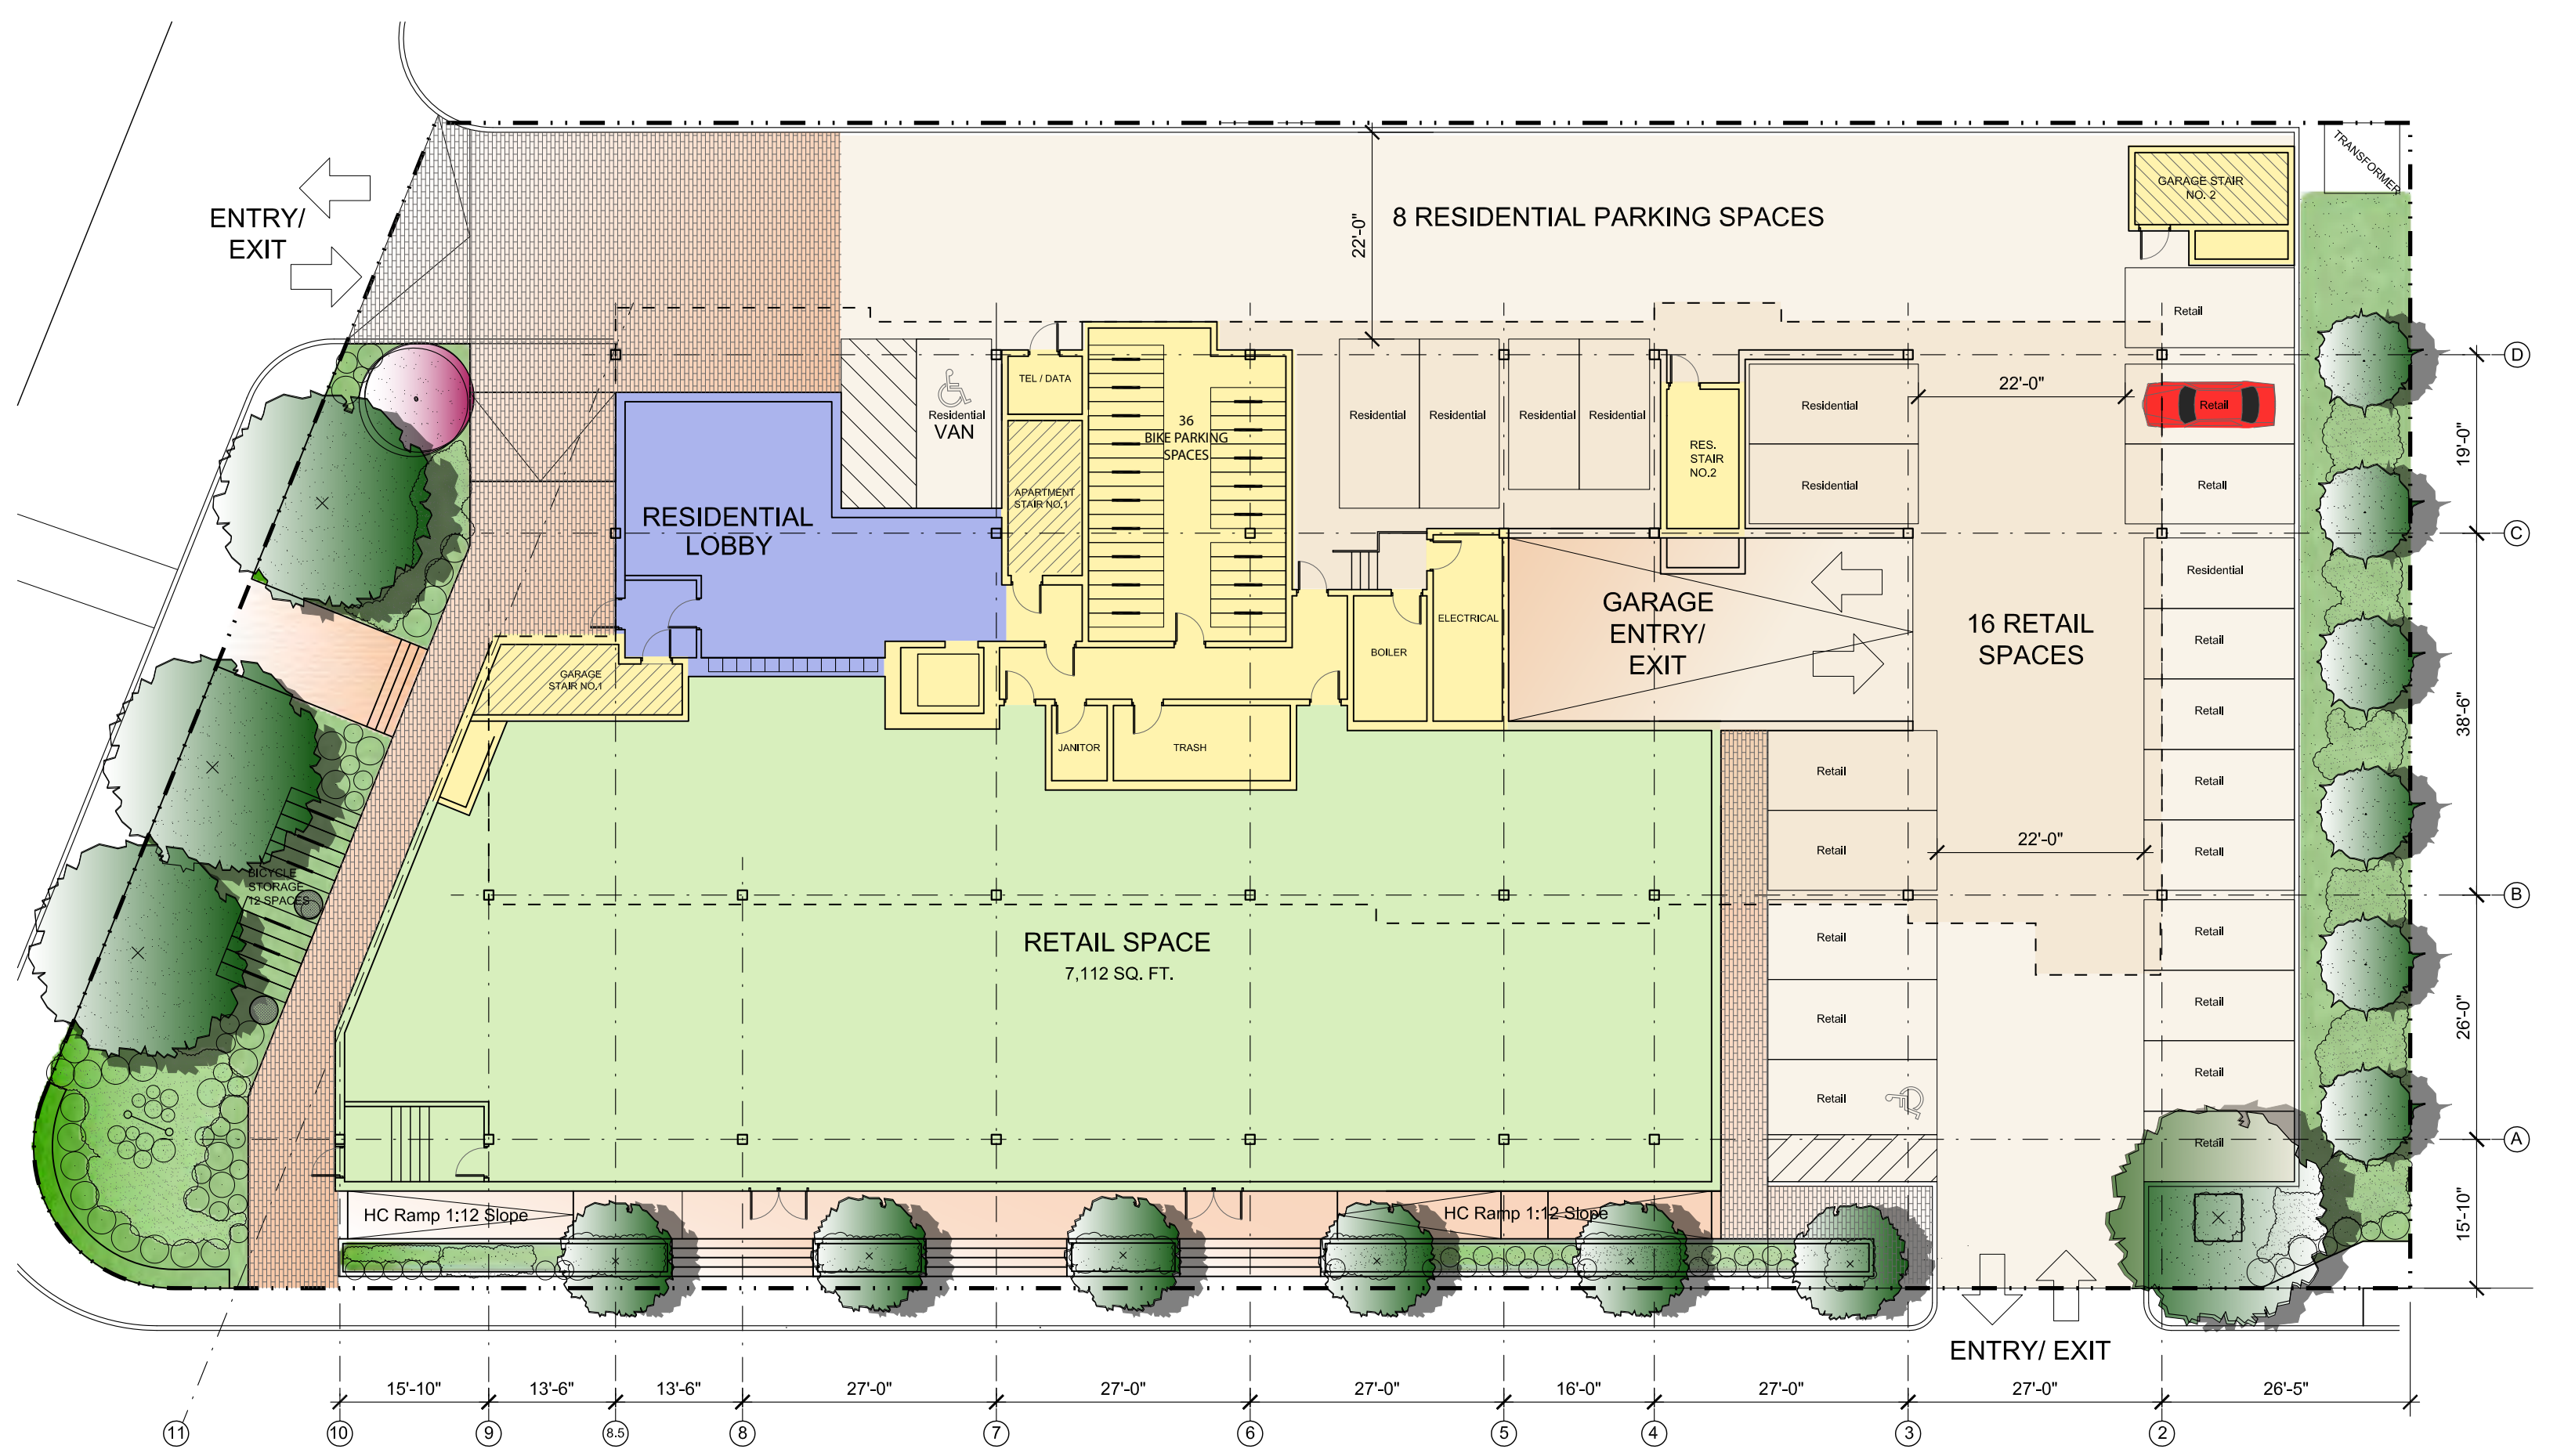 TRANSFORMER
GARAGE STAIR
NO. 2
ENTRY/
EXIT
22'-0"
8 RESIDENTIAL PARKING SPACES
Retail
D
TEL / DATA
Residential
VAN
36
BIKE PARKING
SPACES
Residential
Residential
Residential
Residential
RES.
STAIR
NO.2
Residential
Residential
22'-0"
Retail
Retail
19'-0"
APARTMENT
STAIR NO.1
RESIDENTIAL
LOBBY
C
Residential
GARAGE
ENTRY/
EXIT
16 RETAIL
SPACES
Retail
ELECTRICAL
BOILER
GARAGE
STAIR NO.1
Retail
38'-6"
JANITOR
TRASH
Retail
Retail
Retail
Retail
22'-0"
BICYCLE
STORAGE
/12 SPACES
B
RETAIL SPACE
7,112 SQ. FT.
Retail
Retail
Retail
Retail
26'-0"
Retail
Retail
Retail
A
HC Ramp 1:12 Slope
HC Ramp 1:12 Slope
15'-10"
ENTRY/ EXIT
15'-10"
13'-6"
13'-6"
27'-0"
27'-0"
27'-0"
16'-0"
27'-0"
27'-0"
26'-5"
11
10
9
8.5
8
7
6
5
4
3
2